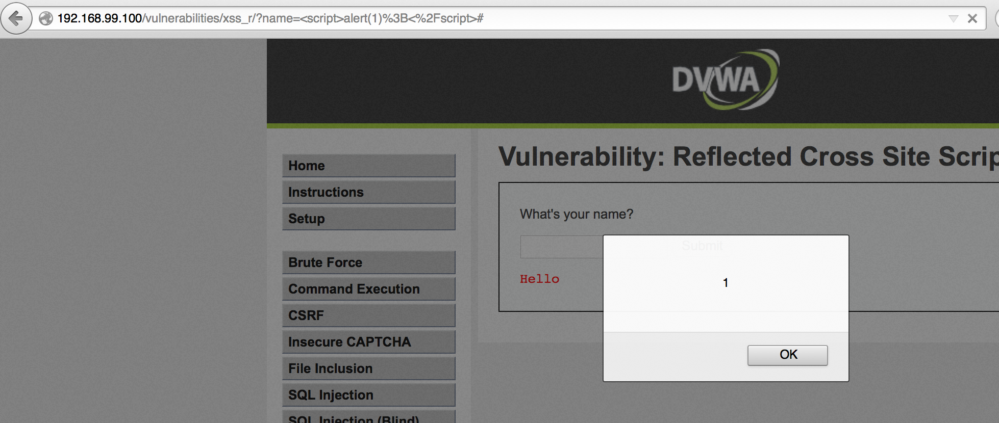 192.168.99.100/vulnerabilities/xss_r/?name=<script>alert(1)%3B<%2Fscript>#
DVWA
Home
Instructions
Setup
Brute Force
Command Execution
CSRF
Insecure CAPTCHA
File Inclusion
SQL Injection
SQL Injection (Blind)
Vulnerability: Reflected Cross Site Scrip
What's your name?
Submit
Hello
1
OK